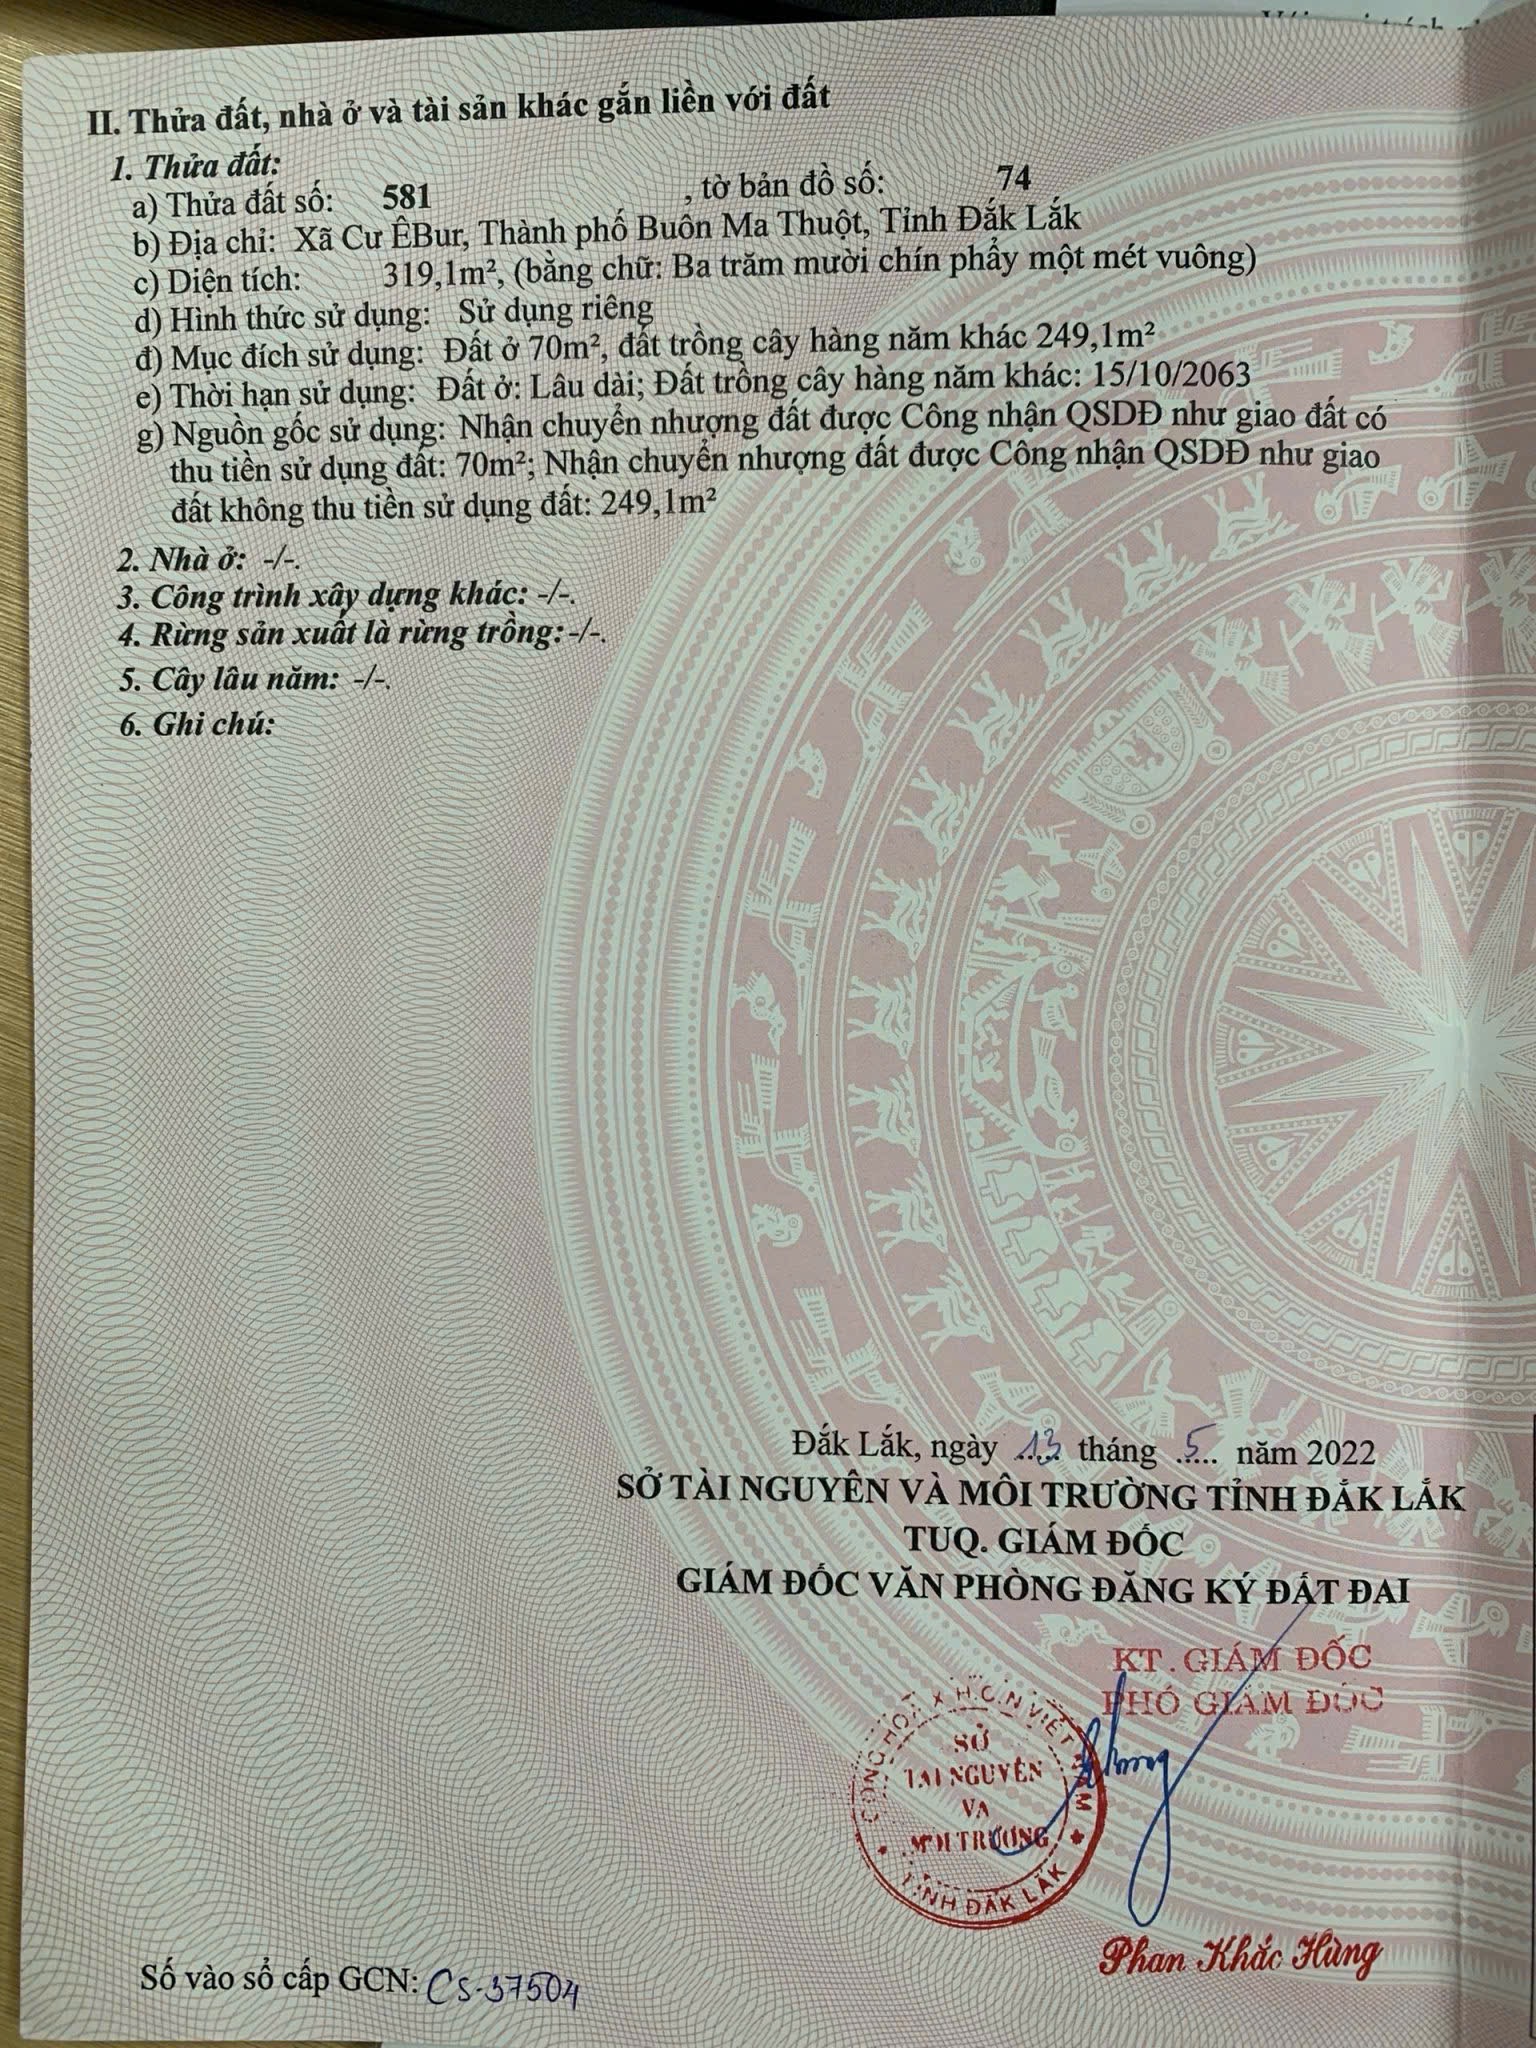 II. Thửa đất, nhà ở và tài sản khác gắn liền với đất
1. Thửa đất:
a) Thửa đất số: 581 , tờ bản đồ số: 74
b) Địa chỉ: Xã Cư ÊBur, Thành phố Buôn Ma Thuột, Tỉnh Đắk Lắk
c) Diện tích: 319,1m², (bằng chữ: Ba trăm mười chín phẩy một mét vuông)
d) Hình thức sử dụng: Sử dụng riêng
đ) Mục đích sử dụng: Đất ở 70m², đất trồng cây hàng năm khác 249,1m²
e) Thời hạn sử dụng: Đất ở: Lâu dài; Đất trồng cây hàng năm khác: 15/10/2063
g) Nguồn gốc sử dụng: Nhận chuyển nhượng đất được Công nhận QSDĐ như giao đất có
thu tiền sử dụng đất: 70m²; Nhận chuyển nhượng đất được Công nhận QSDĐ như giao
đất không thu tiền sử dụng đất: 249,1m²
2. Nhà ở: -/-.
3. Công trình xây dựng khác: -/-.
4. Rừng sản xuất là rừng trồng: -/-.
5. Cây lâu năm: -/-.
6. Ghi chú:
Đắk Lắk, ngày 13 tháng 5 năm 2022
SỞ TÀI NGUYÊN VÀ MÔI TRƯỜNG TỈNH ĐẮK LẮK
TUQ. GIÁM ĐỐC
GIÁM ĐỐC VĂN PHÒNG ĐĂNG KÝ ĐẤT ĐAI
KT. GIÁM ĐỐC
PHÓ GIÁM ĐỐC
CỘNG HOÀ X.H.C.N VIỆT NAM
SỞ
TÀI NGUYÊN
VÀ
MÔI TRƯỜNG
TỈNH ĐẮK LẮK
Phan Khắc Hùng
Số vào sổ cấp GCN: CS-37504